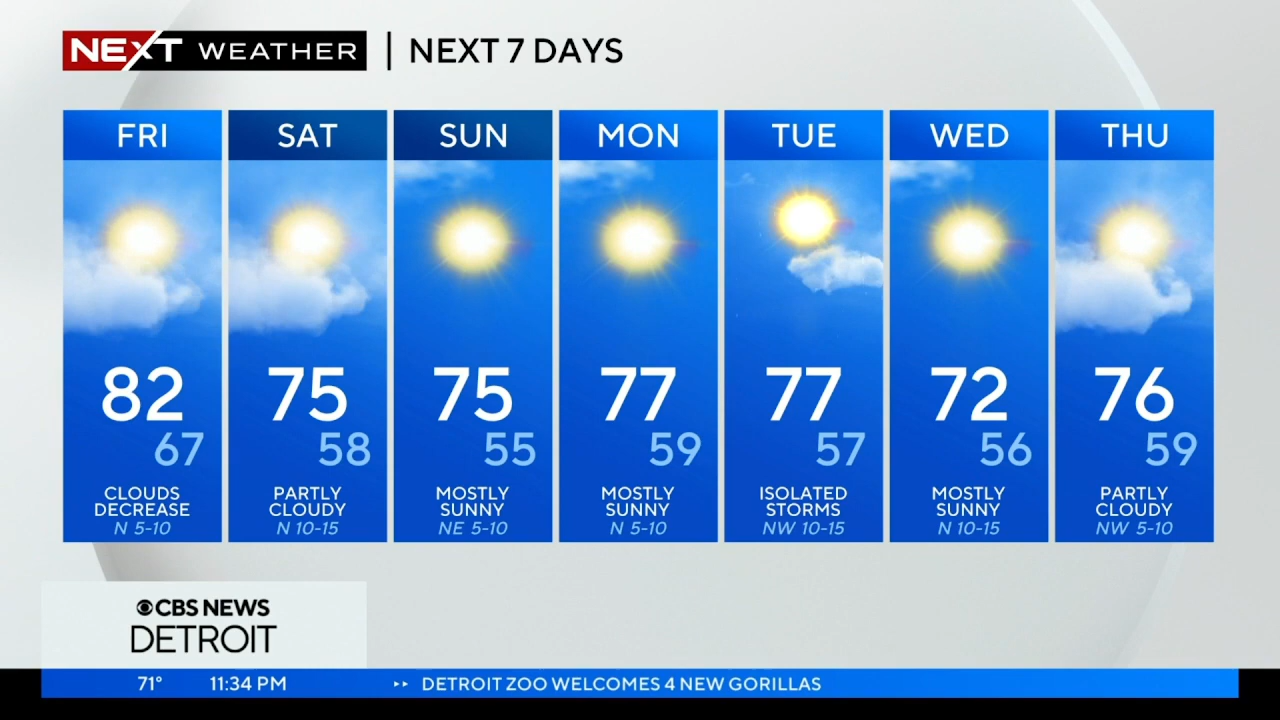 NEXT WEATHER | NEXT 7 DAYS
FRI SAT SUN MON TUE WED THU
82 75 75 77 77 72 76
67 58 55 59 57 56 59
CLOUDS PARTLY MOSTLY MOSTLY ISOLATED MOSTLY PARTLY
DECREASE CLOUDY SUNNY SUNNY STORMS SUNNY CLOUDY
N 5-10 N 10-15 NE 5-10 N 5-10 NW 10-15 N 10-15 NW 5-10
CBS NEWS
DETROIT
71° 11:34 PM DETROIT ZOO WELCOMES 4 NEW GORILLAS